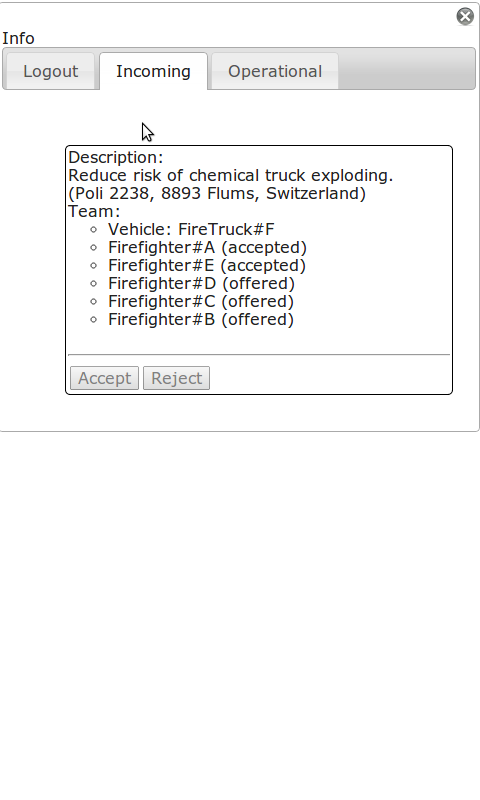 Info
Logout Incoming Operational
Description:
Reduce risk of chemical truck exploding.
(Poli 2238, 8893 Flums, Switzerland)
Team:
Vehicle: FireTruck#F
Firefighter#A (accepted)
Firefighter#E (accepted)
Firefighter#D (offered)
Firefighter#C (offered)
Firefighter#B (offered)
Accept Reject